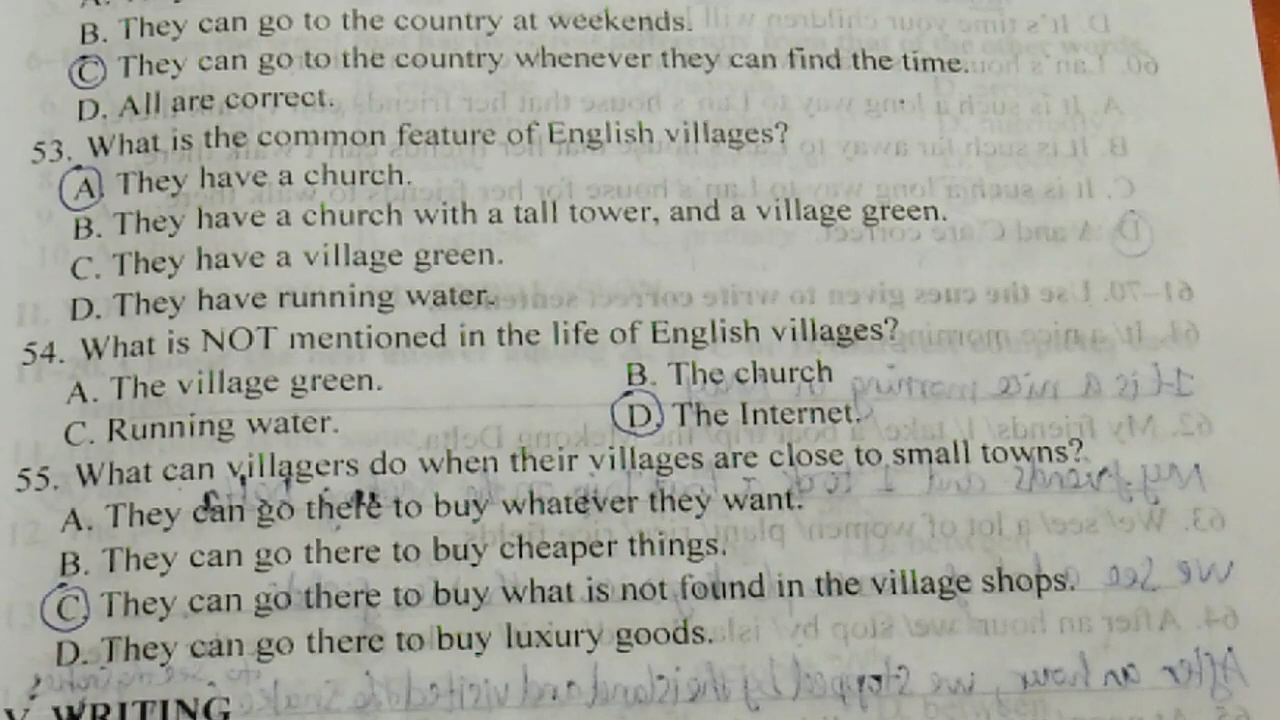 B. They can go to the country at weekends.
C. They can go to the country whenever they can find the time.
D. All are correct.
53. What is the common feature of English villages?
A. They have a church.
B. They have a church with a tall tower, and a village green.
C. They have a village green.
D. They have running water.
54. What is NOT mentioned in the life of English villages?
A. The village green. B. The church
C. Running water. D. The Internet.
55. What can villagers do when their villages are close to small towns?
A. They can go there to buy whatever they want.
B. They can go there to buy cheaper things.
C. They can go there to buy what is not found in the village shops.
D. They can go there to buy luxury goods.
V. WRITING